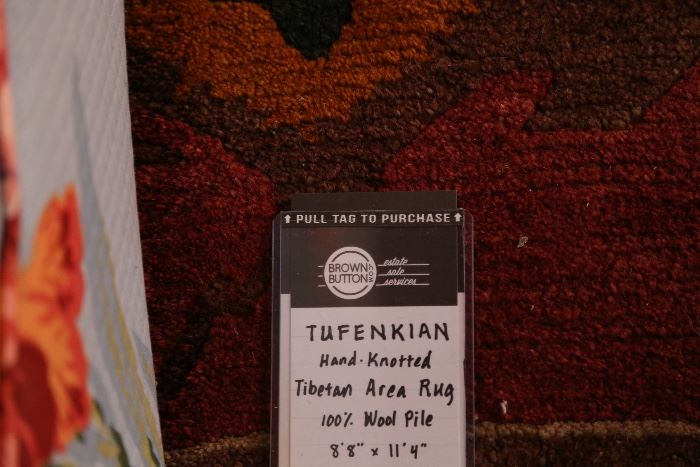 ↑ PULL TAG TO PURCHASE ↑
BROWN
BUTTON
.COM
estate
sale
services
TUFENKIAN
Hand-Knotted
Tibetan Area Rug
100% Wool Pile
8'8" x 11'4"